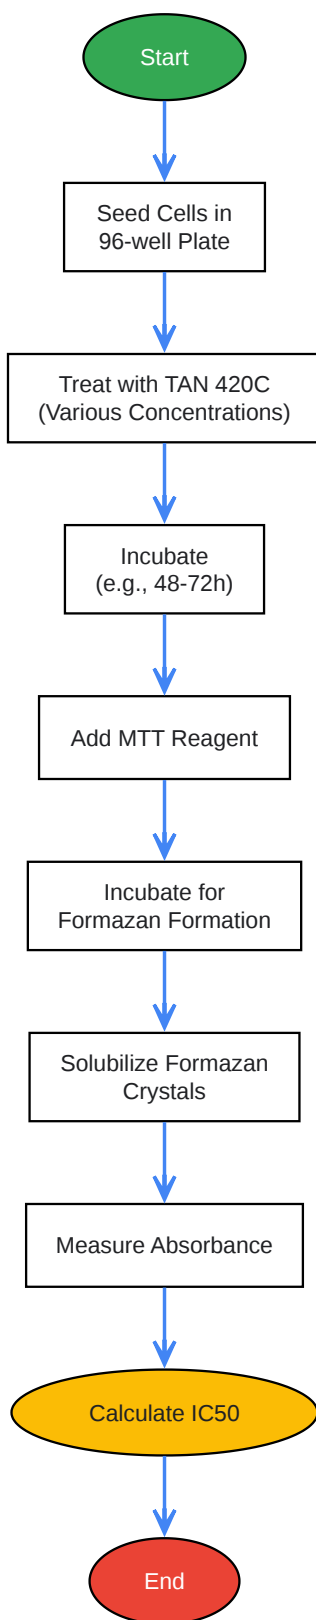 Start
Seed Cells in
96-well Plate
Treat with TAN 420C
(Various Concentrations)
Incubate
(e.g., 48-72h)
Add MTT Reagent
Incubate for
Formazan Formation
Solubilize Formazan
Crystals
Measure Absorbance
Calculate IC50
End